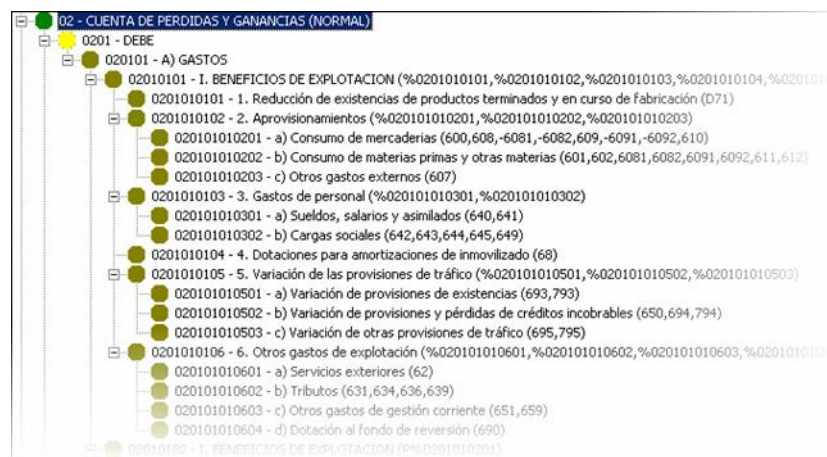 02 - CUENTA DE PERDIDAS Y GANANCIAS (NORMAL)
0201 - DEBE
020101 - A) GASTOS
02010101 - I. BENEFICIOS DE EXPLOTACION (%0201010101,%0201010102,%0201010103,%0201010104,%020101
0201010101 - 1. Reducción de existencias de productos terminados y en curso de fabricación (D71)
0201010102 - 2. Aprovisionamientos (%020101010201,%020101010202,%020101010203)
020101010201 - a) Consumo de mercaderias (600,608,-6081,-6082,609,-6091,-6092,610)
020101010202 - b) Consumo de materias primas y otras materias (601,602,6081,6082,6091,6092,611,612)
020101010203 - c) Otros gastos externos (607)
0201010103 - 3. Gastos de personal (%020101010301,%020101010302)
020101010301 - a) Sueldos, salarios y asimilados (640,641)
020101010302 - b) Cargas sociales (642,643,644,645,649)
0201010104 - 4. Dotaciones para amortizaciones de inmovilizado (68)
0201010105 - 5. Variación de las provisiones de tráfico (%020101010501,%020101010502,%020101010503)
020101010501 - a) Variación de provisiones de existencias (693,793)
020101010502 - b) Variación de provisiones y pérdidas de créditos incobrables (650,694,794)
020101010503 - c) Variación de otras provisiones de tráfico (695,795)
0201010106 - 6. Otros gastos de explotación (%020101010601,%020101010602,%020101010603,%0201010106
020101010601 - a) Servicios exteriores (62)
020101010602 - b) Tributos (631,634,636,639)
020101010603 - c) Otros gastos de gestión corriente (651,659)
020101010604 - d) Dotación al fondo de reversión (690)
02010102 - I. BENEFICIOS DE EXPLOTACION (P%0201010201)